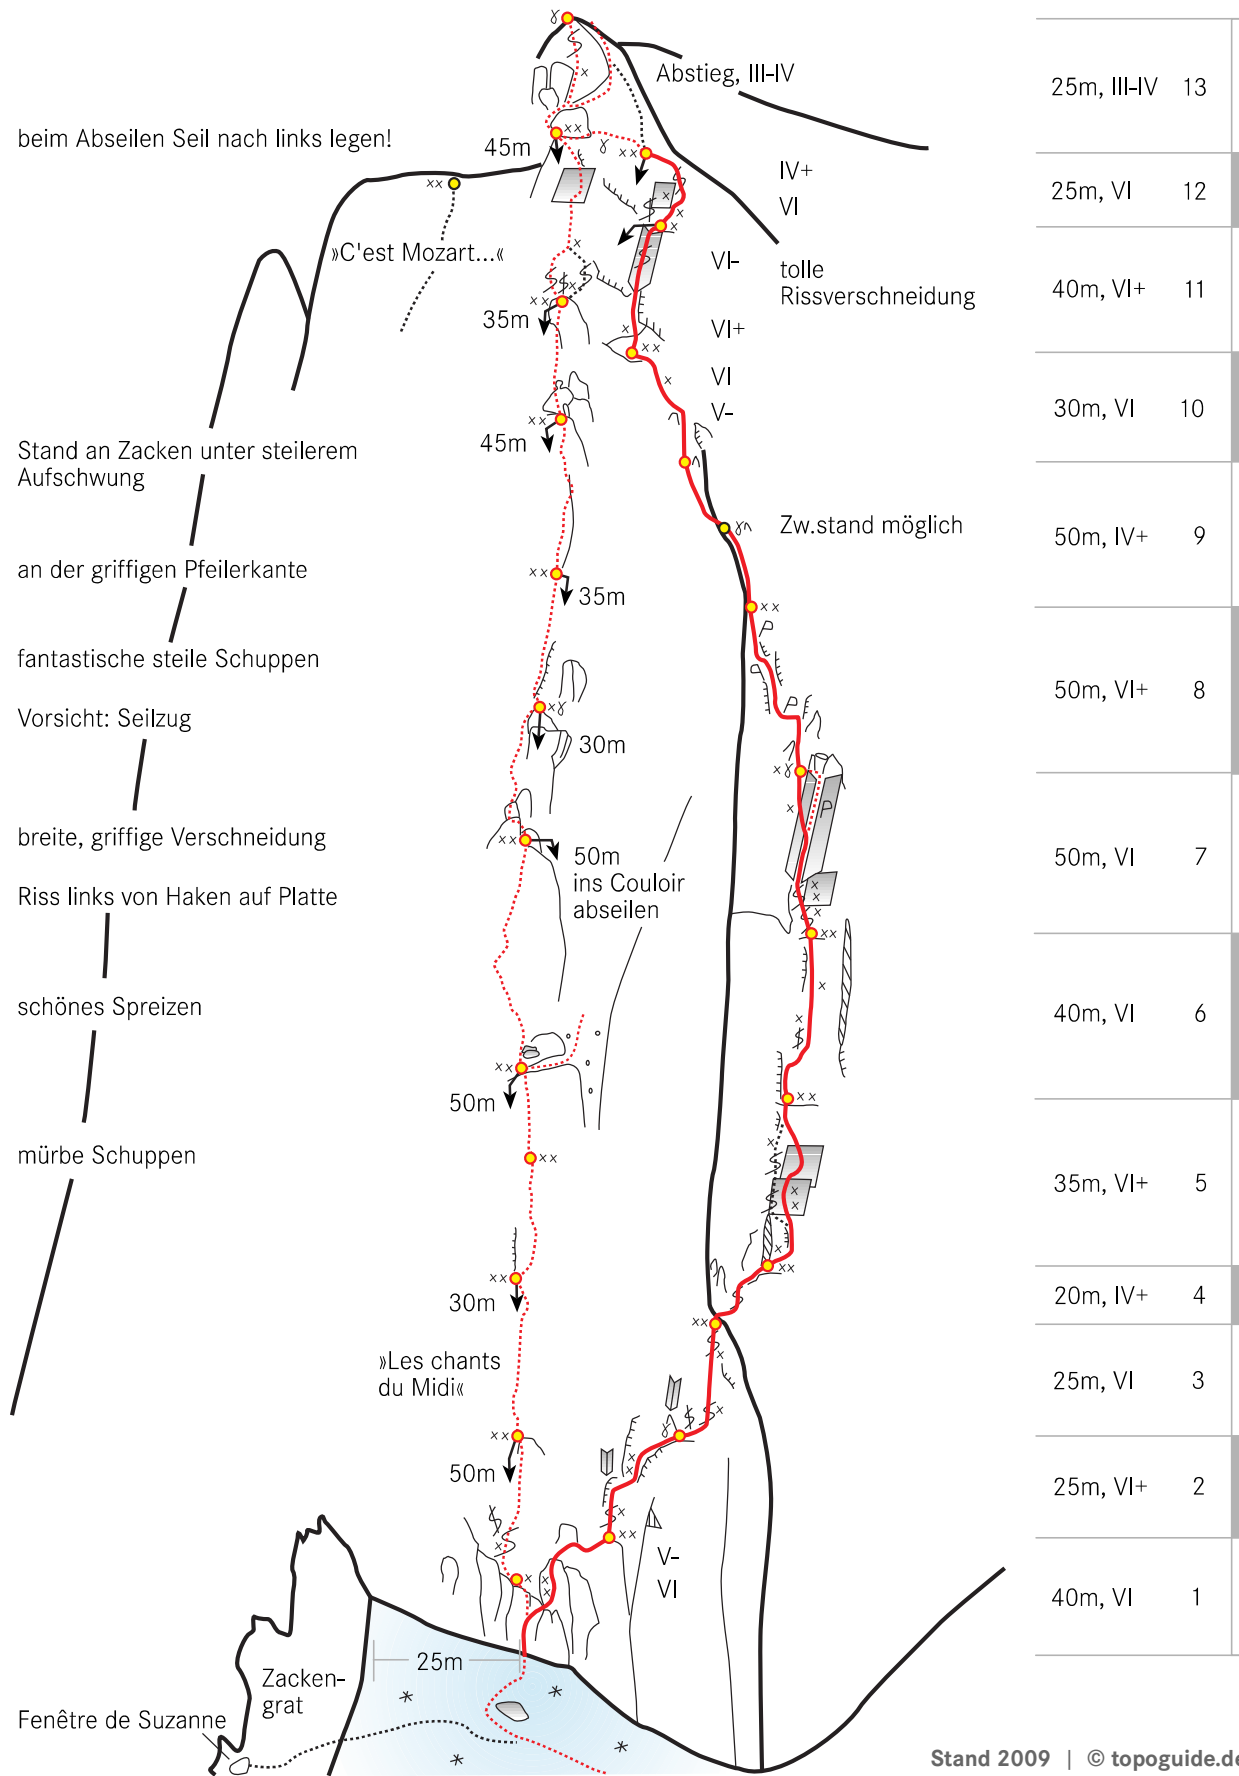 Abstieg, III-IV
25m, III-IV 13
beim Abseilen Seil nach links legen!
45m
IV+
VI
25m, VI 12
»C'est Mozart...«
VI-
tolle
Rissverschneidung
40m, VI+ 11
35m
VI+
VI
V-
30m, VI 10
45m
Stand an Zacken unter steilerem
Aufschwung
Zw.stand möglich
50m, IV+ 9
an der griffigen Pfeilerkante
35m
fantastische steile Schuppen
50m, VI+ 8
Vorsicht: Seilzug
30m
breite, griffige Verschneidung
50m
ins Couloir
abseilen
50m, VI 7
Riss links von Haken auf Platte
schönes Spreizen
40m, VI 6
50m
mürbe Schuppen
35m, VI+ 5
30m
20m, IV+ 4
»Les chants
du Midi«
25m, VI 3
50m
25m, VI+ 2
V-
VI
40m, VI 1
25m
Zacken-
grat
Fenêtre de Suzanne
Stand 2009 | © topoguide.de